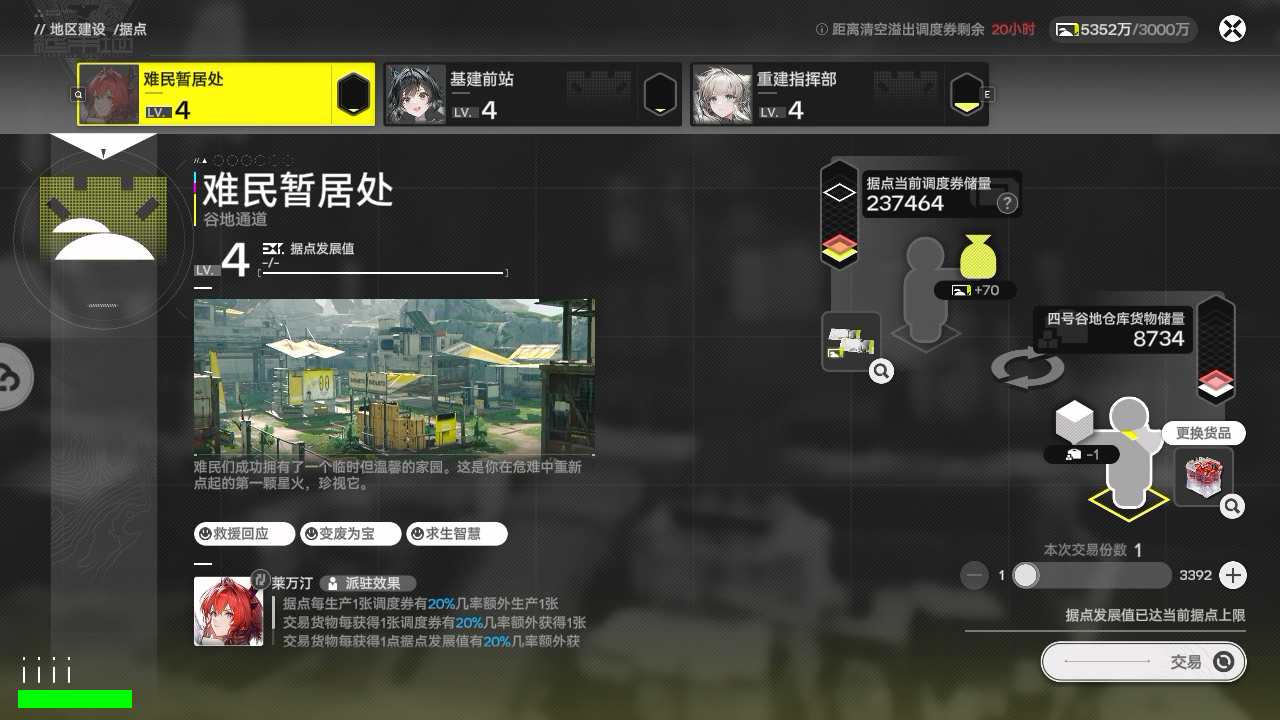 // 地区建设 /据点
距离清空溢出调度券剩余 20小时
5352万/3000万
Q
难民暂居处
LV. 4
基建前站
LV. 4
重建指挥部
LV. 4
E
难民暂居处
谷地通道
LV. 4
据点发展值
-/-
难民们成功拥有了一个临时但温馨的家园。这是你在危难中重新
点起的第一颗星火，珍视它。
救援回应
变废为宝
求生智慧
莱万汀
派驻效果
据点每生产1张调度券有20%几率额外生产1张
交易货物每获得1张调度券有20%几率额外获得1张
交易货物每获得1点据点发展值有20%几率额外获
据点当前调度券储量
237464
?
+70
四号谷地仓库货物储量
8734
更换货品
-1
本次交易份数 1
1
3392
据点发展值已达当前据点上限
交易